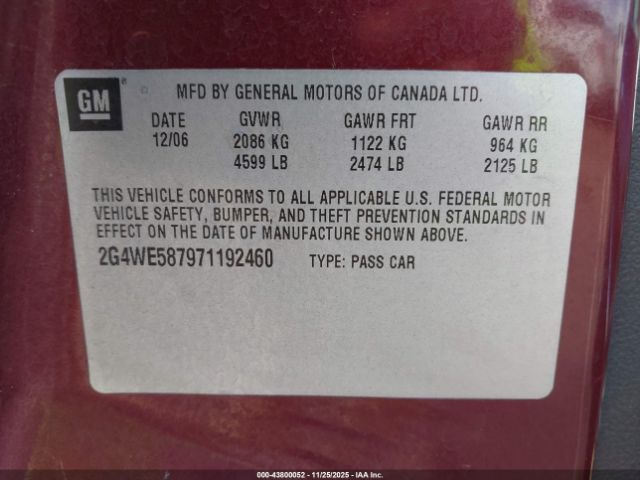 GM
MFD BY GENERAL MOTORS OF CANADA LTD.
DATE GVWR GAWR FRT GAWR RR
12/06 2086 KG 1122 KG 964 KG
4599 LB 2474 LB 2125 LB
THIS VEHICLE CONFORMS TO ALL APPLICABLE U.S. FEDERAL MOTOR
VEHICLE SAFETY, BUMPER, AND THEFT PREVENTION STANDARDS IN
EFFECT ON THE DATE OF MANUFACTURE SHOWN ABOVE.
2G4WE587971192460 TYPE: PASS CAR
000-43800052 - 11/25/2025 - IAA Inc.